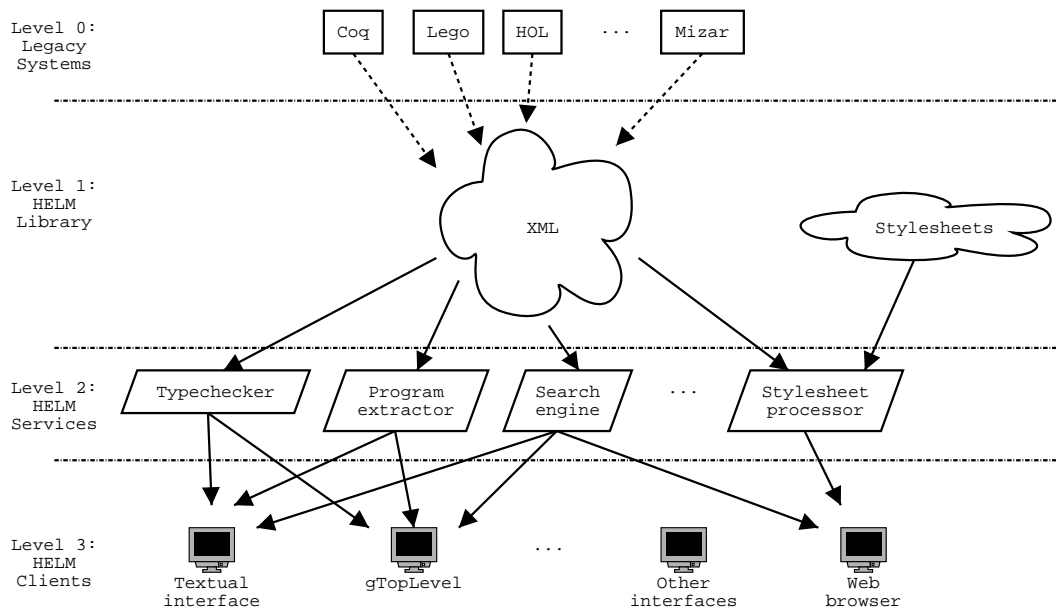 Level 0:
Legacy
Systems
Coq
Lego
HOL
...
Mizar
Level 1:
HELM
Library
XML
Stylesheets
Level 2:
HELM
Services
Typechecker
Program
extractor
Search
engine
...
Stylesheet
processor
Level 3:
HELM
Clients
Textual
interface
gTopLevel
...
Other
interfaces
Web
browser